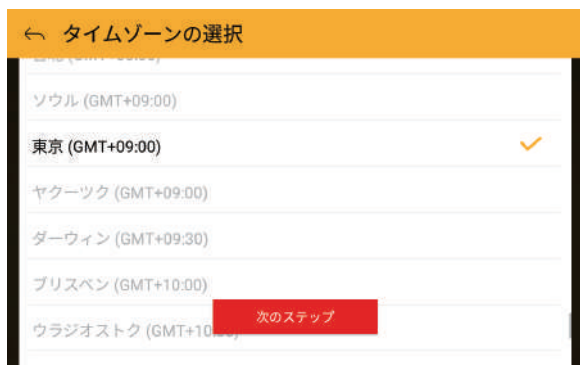 タイムゾーンの選択
ソウル (GMT+09:00)
東京 (GMT+09:00)
ヤクーツク (GMT+09:00)
ダーウィン (GMT+09:30)
ブリスベン (GMT+10:00)
次のステップ
ウラジオストク (GMT+10